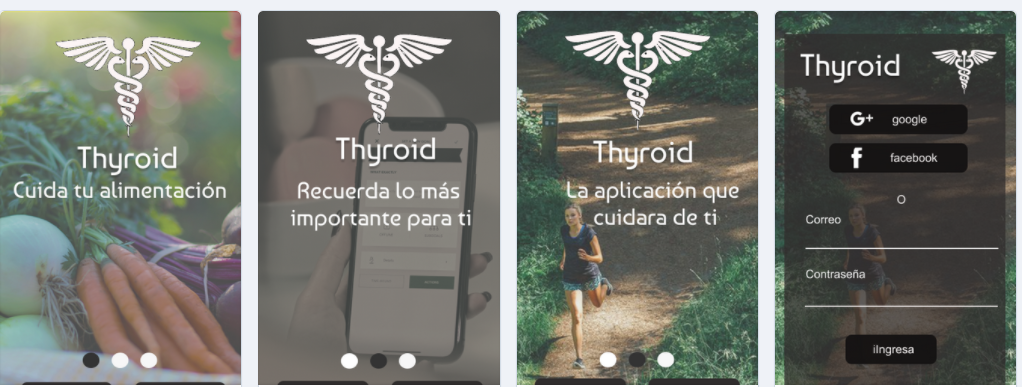 Thyroid
Cuida tu alimentación
Thyroid
Recuerda lo más
importante para ti
Thyroid
La aplicación que
cuidara de ti
Thyroid
G+ google
f facebook
O
Correo
Contraseña
iIngresa